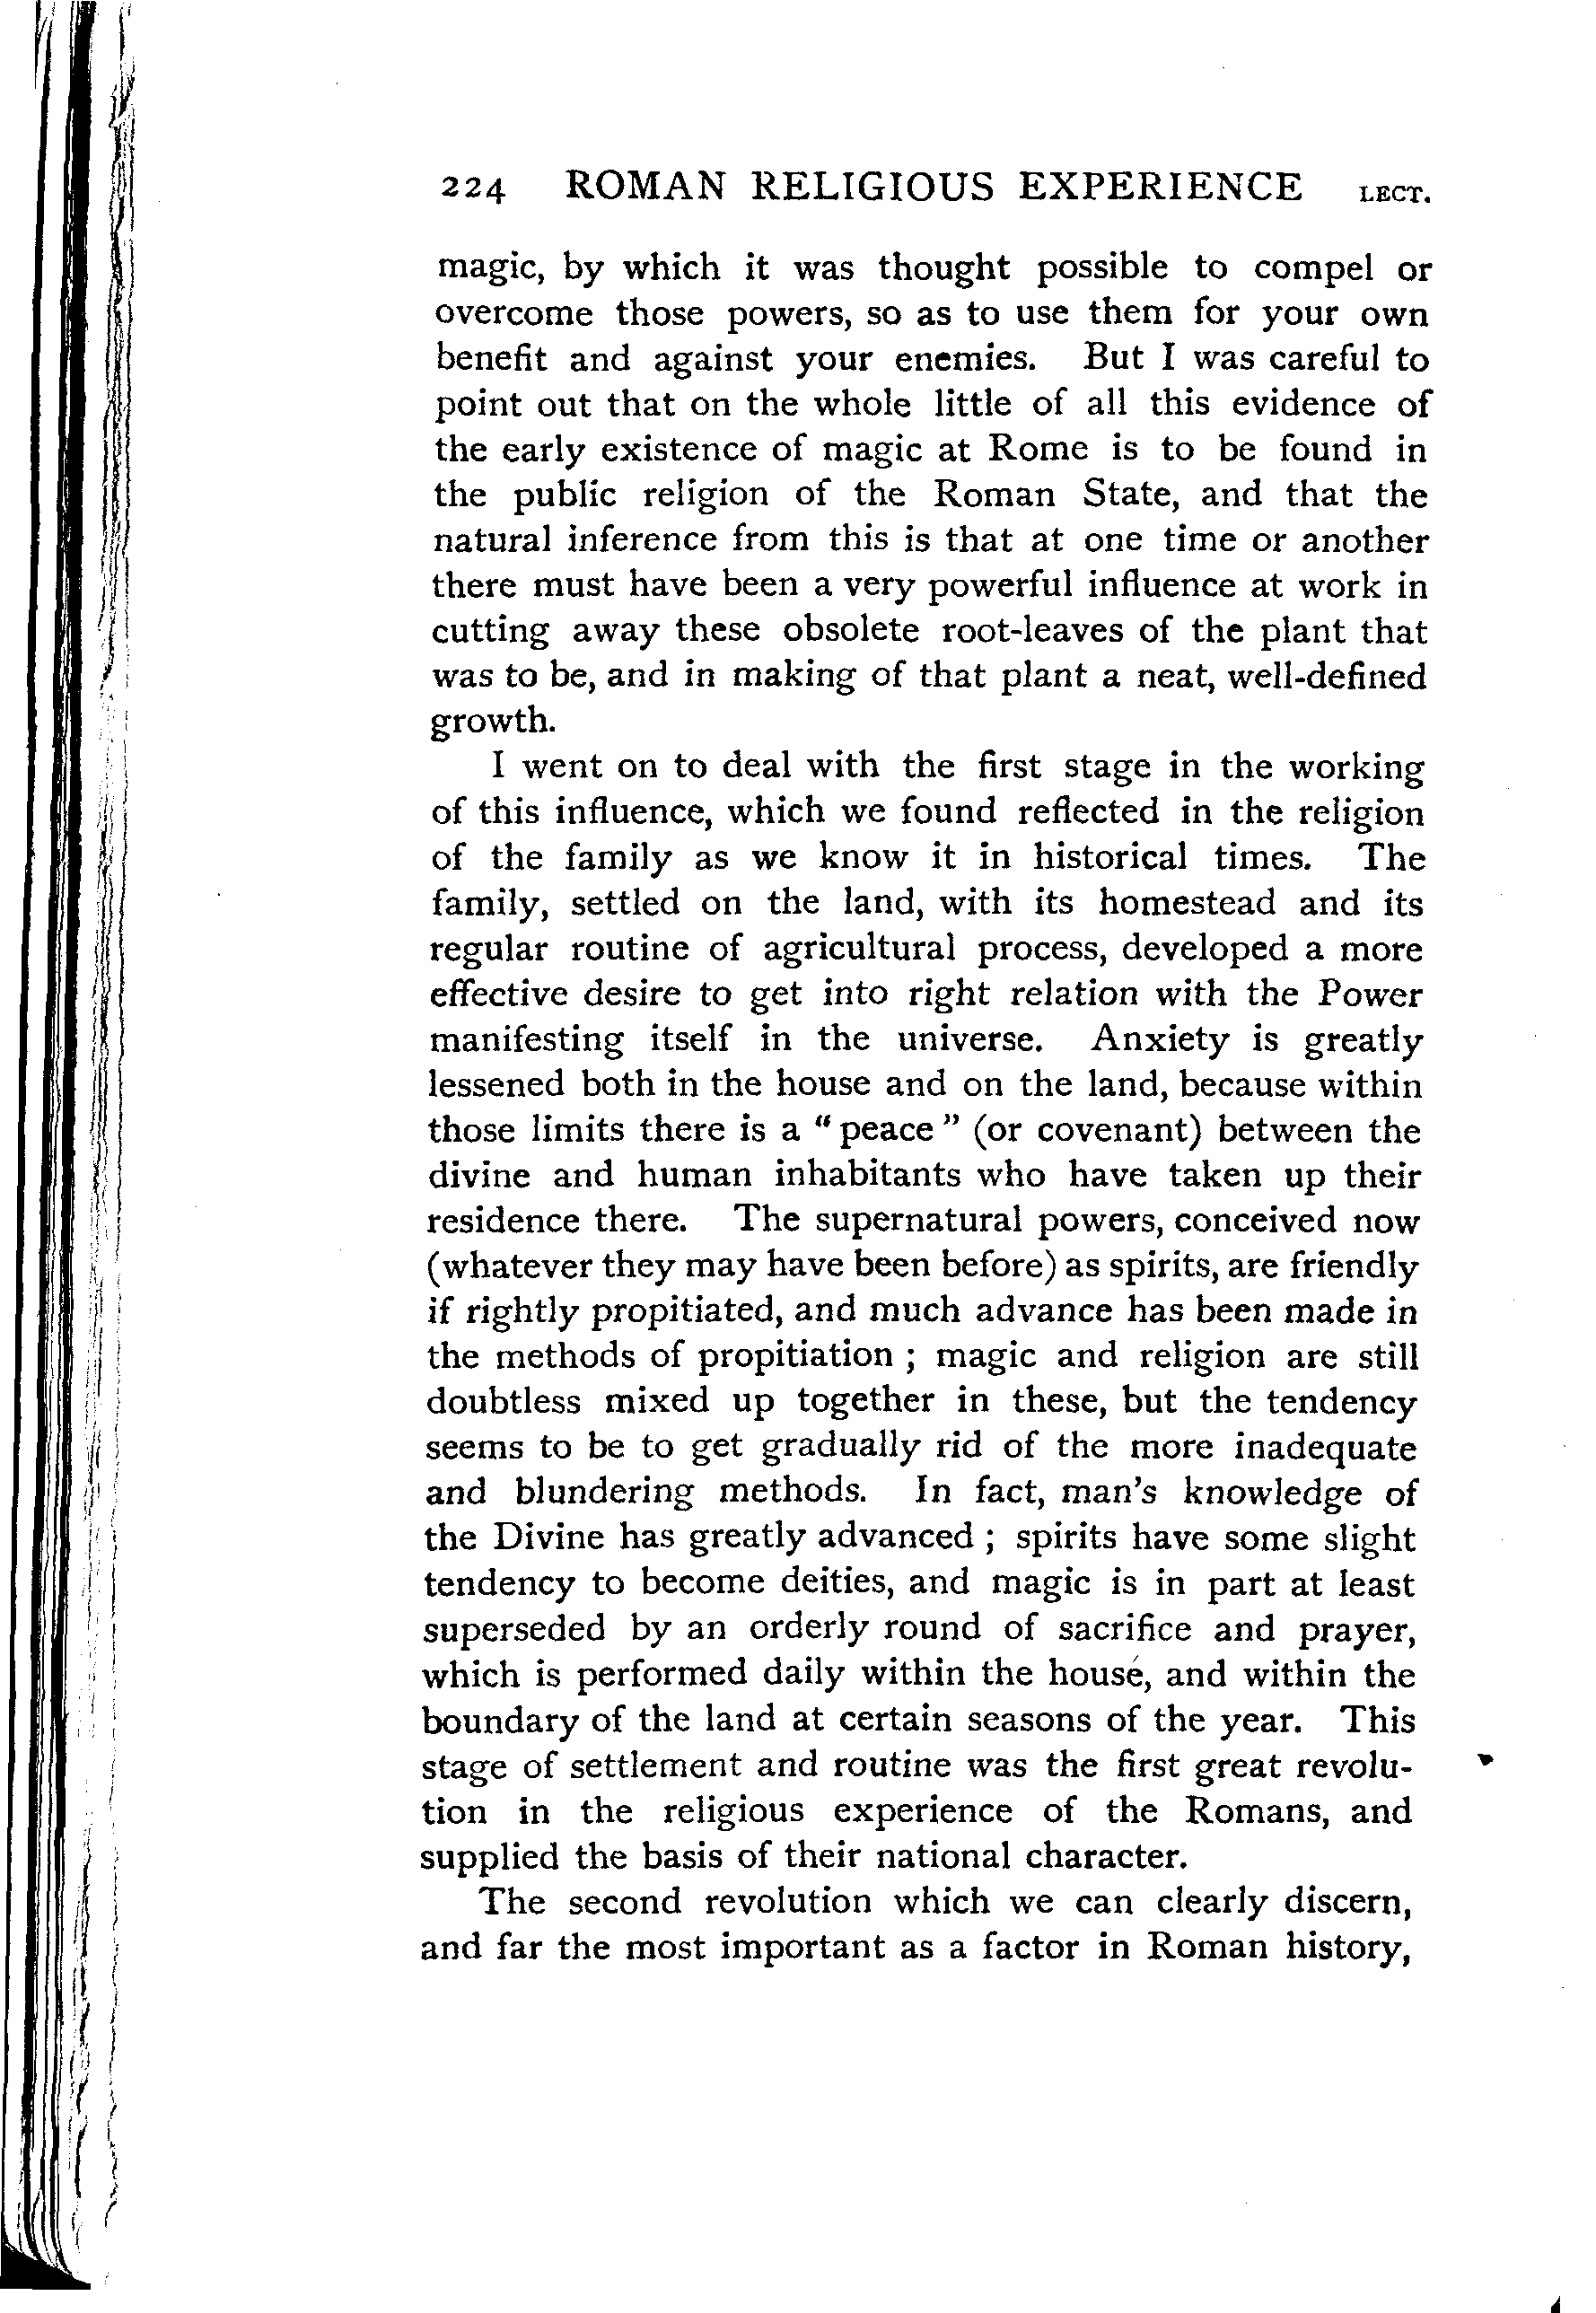 224 ROMAN RELIGIOUS EXPERIENCE LECT.
magic, by which it was thought possible to compel or
overcome those powers, so as to use them for your own
benefit and against your enemies. But I was careful to
point out that on the whole little of all this evidence of
the early existence of magic at Rome is to be found in
the public religion of the Roman State, and that the
natural inference from this is that at one time or another
there must have been a very powerful influence at work in
cutting away these obsolete root-leaves of the plant that
was to be, and in making of that plant a neat, well-defined
growth.
I went on to deal with the first stage in the working
of this influence, which we found reflected in the religion
of the family as we know it in historical times. The
family, settled on the land, with its homestead and its
regular routine of agricultural process, developed a more
effective desire to get into right relation with the Power
manifesting itself in the universe. Anxiety is greatly
lessened both in the house and on the land, because within
those limits there is a “ peace ” (or covenant) between the
divine and human inhabitants who have taken up their
residence there. The supernatural powers, conceived now
(whatever they may have been before) as spirits, are friendly
if rightly propitiated, and much advance has been made in
the methods of propitiation ; magic and religion are still
doubtless mixed up together in these, but the tendency
seems to be to get gradually rid of the more inadequate
and blundering methods. In fact, man's knowledge of
the Divine has greatly advanced ; spirits have some slight
tendency to become deities, and magic is in part at least
superseded by an orderly round of sacrifice and prayer,
which is performed daily within the house, and within the
boundary of the land at certain seasons of the year. This
stage of settlement and routine was the first great revolu-
tion in the religious experience of the Romans, and
supplied the basis of their national character.
The second revolution which we can clearly discern,
and far the most important as a factor in Roman history,